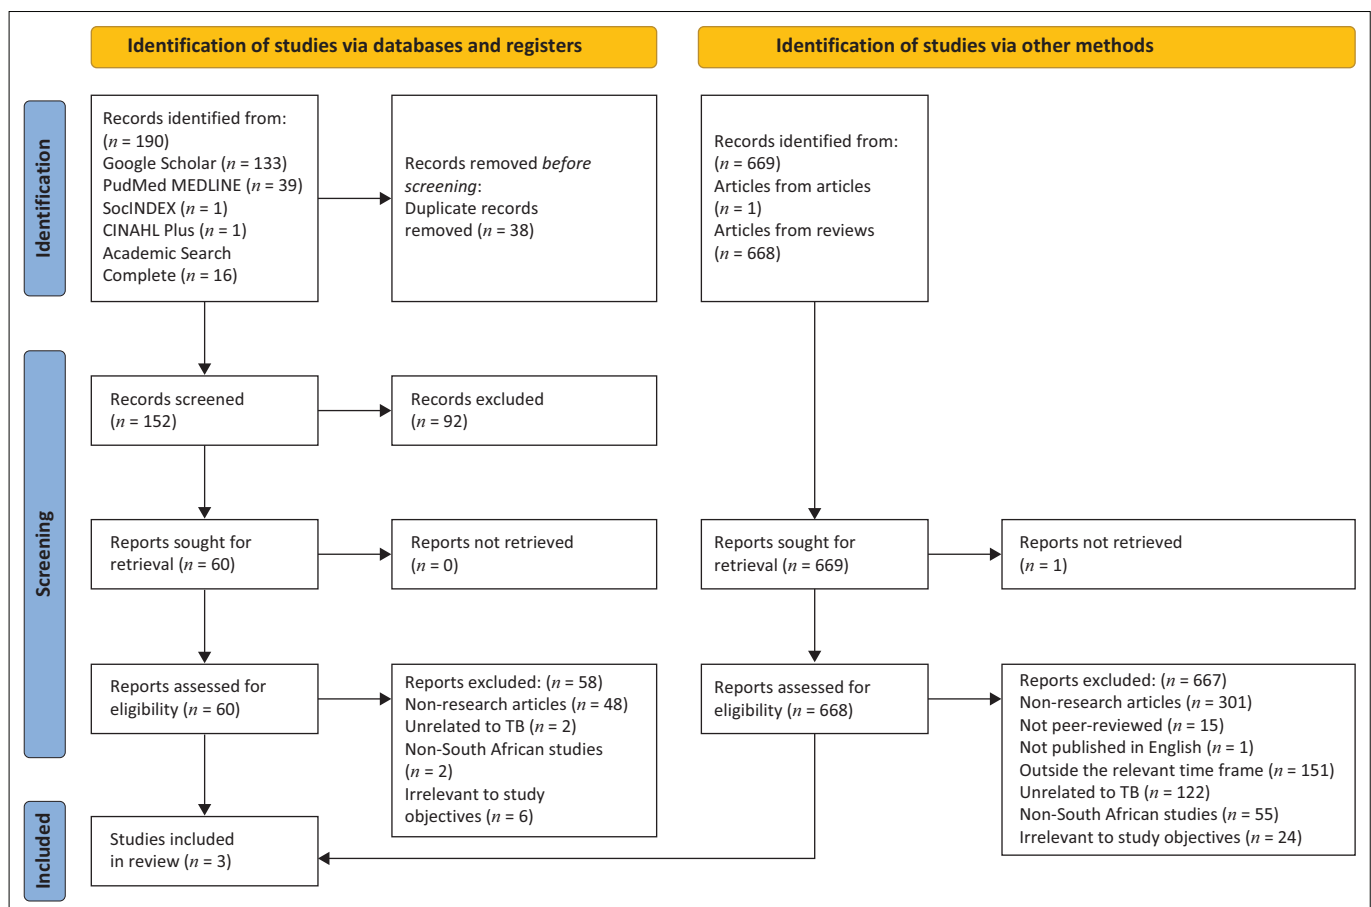 Identification of studies via databases and registers
Identification of studies via other methods
Identification
Records identified from:
(n = 190)
Google Scholar (n = 133)
PudMed MEDLINE (n = 39)
SocINDEX (n = 1)
CINAHL Plus (n = 1)
Academic Search
Complete (n = 16)
Records removed before
screening:
Duplicate records
removed (n = 38)
Records identified from:
(n = 669)
Articles from articles
(n = 1)
Articles from reviews
(n = 668)
Screening
Records screened
(n = 152)
Records excluded
(n = 92)
Reports sought for
retrieval (n = 60)
Reports not retrieved
(n = 0)
Reports sought for
retrieval (n = 669)
Reports not retrieved
(n = 1)
Reports assessed for
eligibility (n = 60)
Reports excluded: (n = 58)
Non-research articles (n = 48)
Unrelated to TB (n = 2)
Non-South African studies
(n = 2)
Irrelevant to study
objectives (n = 6)
Reports assessed for
eligibility (n = 668)
Reports excluded: (n = 667)
Non-research articles (n = 301)
Not peer-reviewed (n = 15)
Not published in English (n = 1)
Outside the relevant time frame (n = 151)
Unrelated to TB (n = 122)
Non-South African studies (n = 55)
Irrelevant to study objectives (n = 24)
Included
Studies included
in review (n = 3)